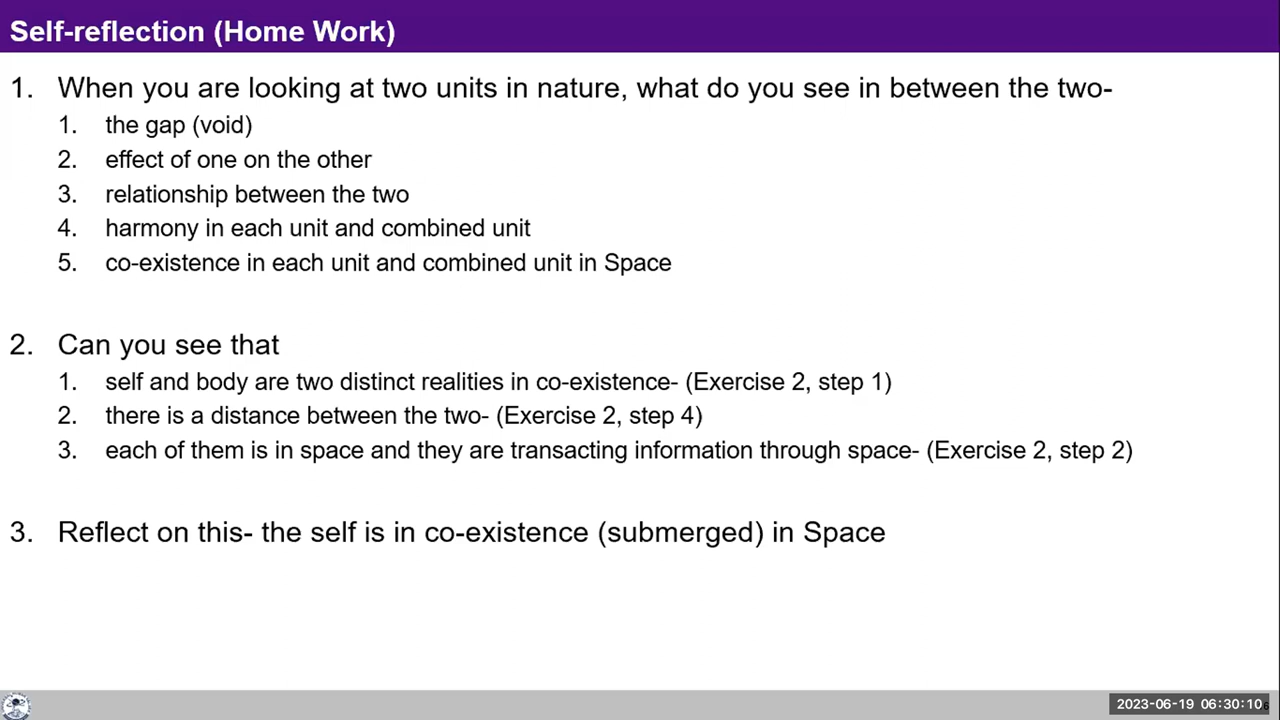 Self-reflection (Home Work)
1. When you are looking at two units in nature, what do you see in between the two-
1. the gap (void)
2. effect of one on the other
3. relationship between the two
4. harmony in each unit and combined unit
5. co-existence in each unit and combined unit in Space
2. Can you see that
1. self and body are two distinct realities in co-existence- (Exercise 2, step 1)
2. there is a distance between the two- (Exercise 2, step 4)
3. each of them is in space and they are transacting information through space- (Exercise 2, step 2)
3. Reflect on this- the self is in co-existence (submerged) in Space
2023-06-19 06:30:10